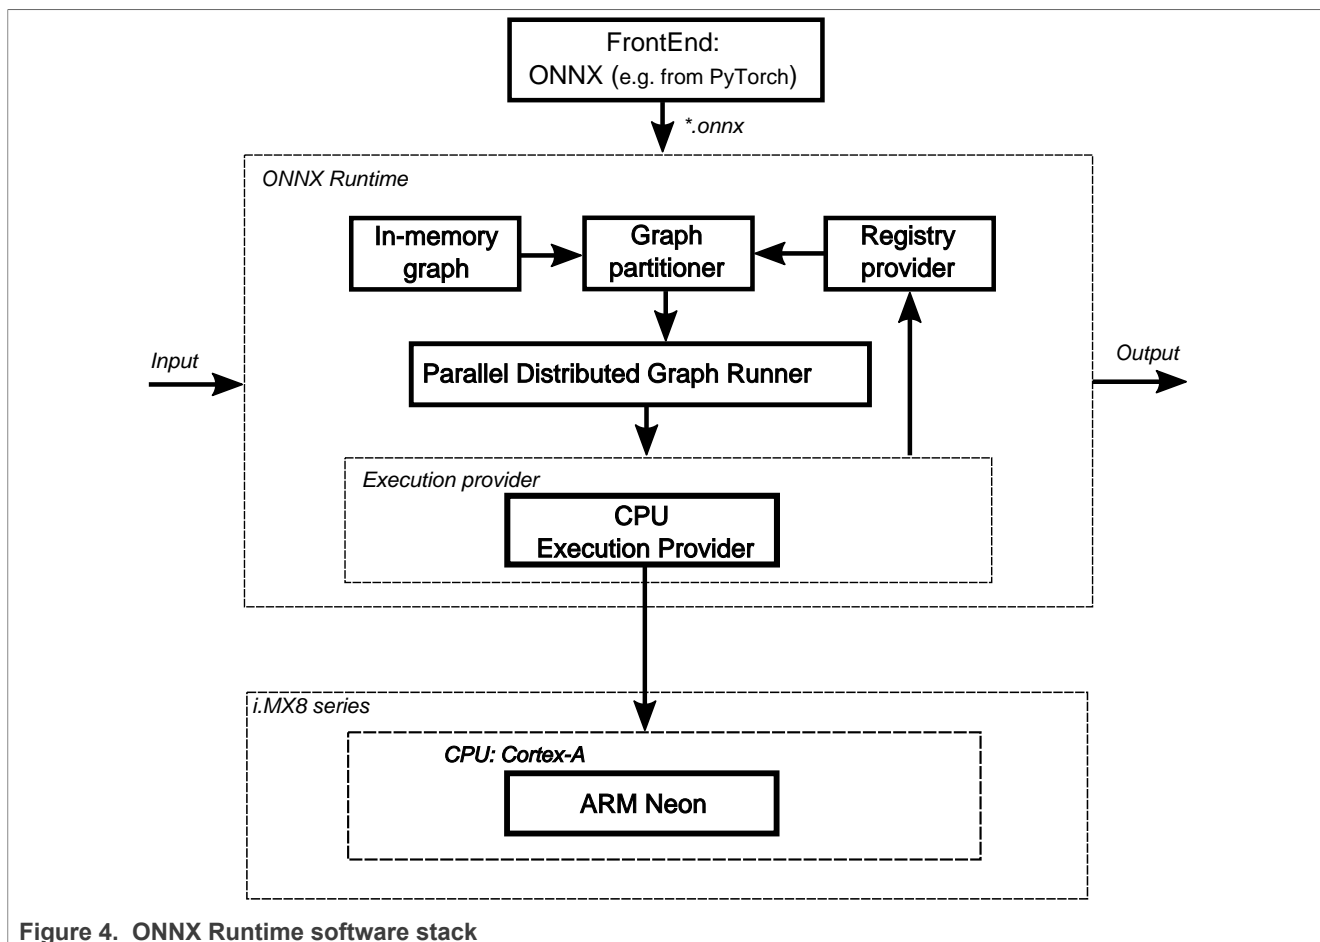 FrontEnd:
ONNX (e.g. from PyTorch)
*.onnx
ONNX Runtime
In-memory
graph
Graph
partitioner
Registry
provider
Input
Output
Parallel Distributed Graph Runner
Execution provider
CPU
Execution Provider
i.MX8 series
CPU: Cortex-A
ARM Neon
Figure 4. ONNX Runtime software stack